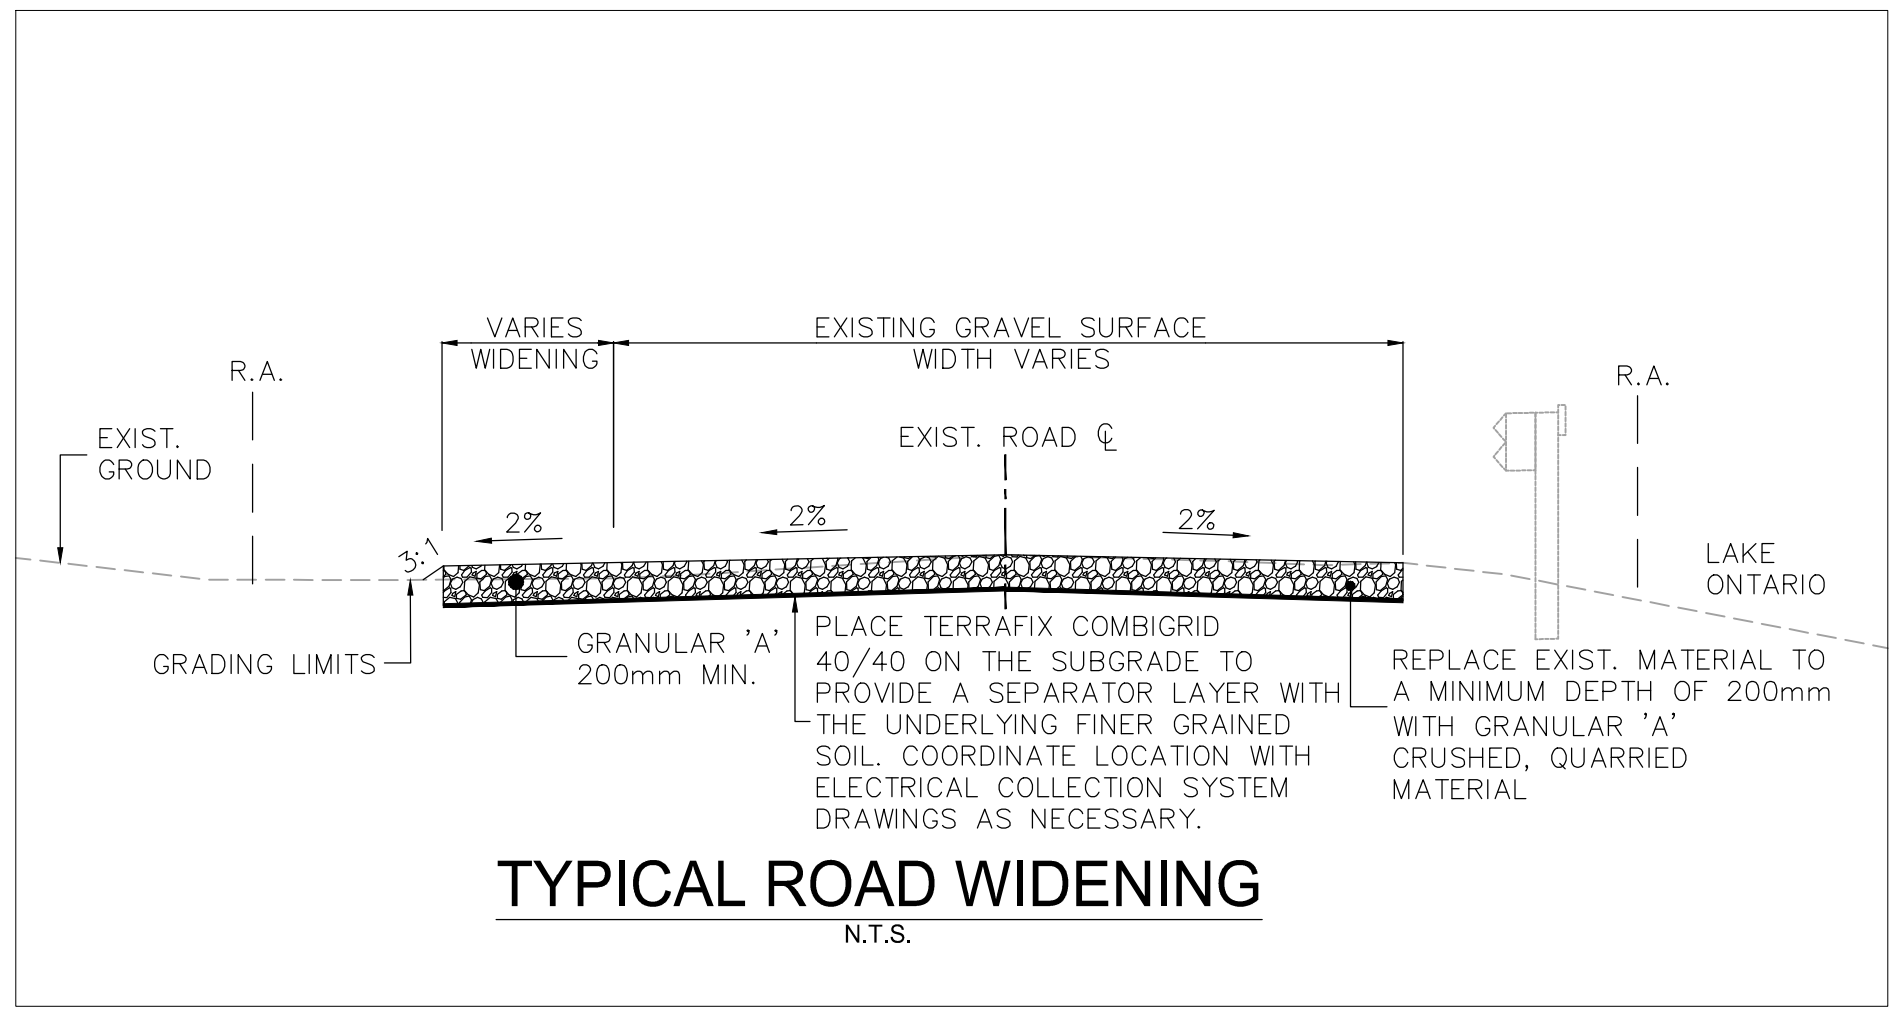 VARIES
WIDENING
EXISTING GRAVEL SURFACE
WIDTH VARIES
R.A.
R.A.
EXIST.
GROUND
EXIST. ROAD ℄
2%
2%
2%
3:1
LAKE
ONTARIO
GRADING LIMITS
GRANULAR 'A'
200mm MIN.
PLACE TERRAFIX COMBIGRID
40/40 ON THE SUBGRADE TO
PROVIDE A SEPARATOR LAYER WITH
THE UNDERLYING FINER GRAINED
SOIL. COORDINATE LOCATION WITH
ELECTRICAL COLLECTION SYSTEM
DRAWINGS AS NECESSARY.
REPLACE EXIST. MATERIAL TO
A MINIMUM DEPTH OF 200mm
WITH GRANULAR 'A'
CRUSHED, QUARRIED
MATERIAL
TYPICAL ROAD WIDENING
N.T.S.